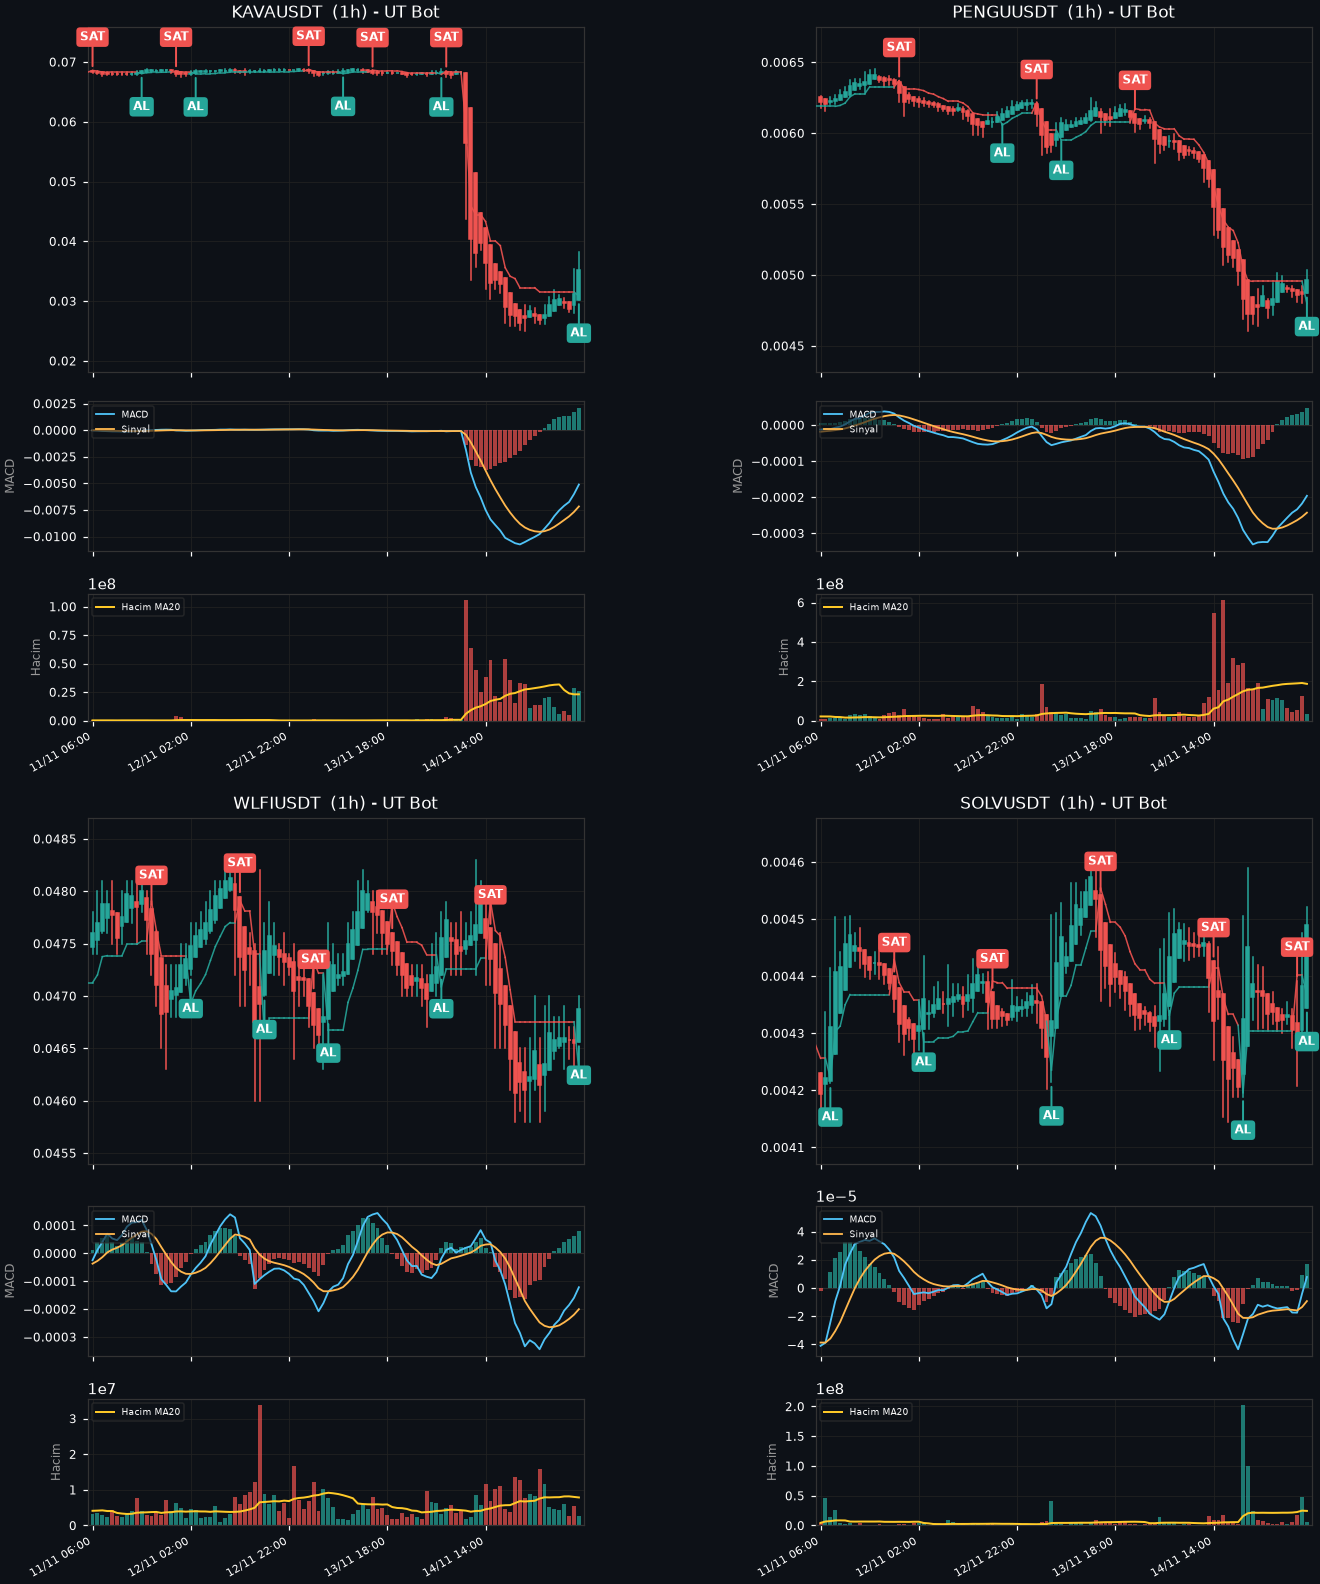 KAVAUSDT  (1h) - UT Bot
SAT
SAT
SAT
SAT
SAT
AL
AL
AL
AL
AL
0.07
0.06
0.05
0.04
0.03
0.02
MACD
Sinyal
0.0025
0.0000
−0.0025
−0.0050
−0.0075
−0.0100
MACD
1e8
Hacim MA20
1.00
0.75
0.50
0.25
0.00
Hacim
11/11 06:00
12/11 02:00
12/11 22:00
13/11 18:00
14/11 14:00
PENGUUSDT  (1h) - UT Bot
SAT
SAT
SAT
AL
AL
AL
0.0065
0.0060
0.0055
0.0050
0.0045
MACD
Sinyal
0.0000
−0.0001
−0.0002
−0.0003
MACD
1e8
Hacim MA20
6
4
2
0
Hacim
11/11 06:00
12/11 02:00
12/11 22:00
13/11 18:00
14/11 14:00
WLFIUSDT  (1h) - UT Bot
SAT
SAT
SAT
SAT
SAT
AL
AL
AL
AL
AL
0.0485
0.0480
0.0475
0.0470
0.0465
0.0460
0.0455
MACD
Sinyal
0.0001
0.0000
−0.0001
−0.0002
−0.0003
MACD
1e7
Hacim MA20
3
2
1
0
Hacim
11/11 06:00
12/11 02:00
12/11 22:00
13/11 18:00
14/11 14:00
SOLVUSDT  (1h) - UT Bot
SAT
SAT
SAT
SAT
SAT
AL
AL
AL
AL
AL
AL
0.0046
0.0045
0.0044
0.0043
0.0042
0.0041
1e−5
MACD
Sinyal
4
2
0
−2
−4
MACD
1e8
Hacim MA20
2.0
1.5
1.0
0.5
0.0
Hacim
11/11 06:00
12/11 02:00
12/11 22:00
13/11 18:00
14/11 14:00